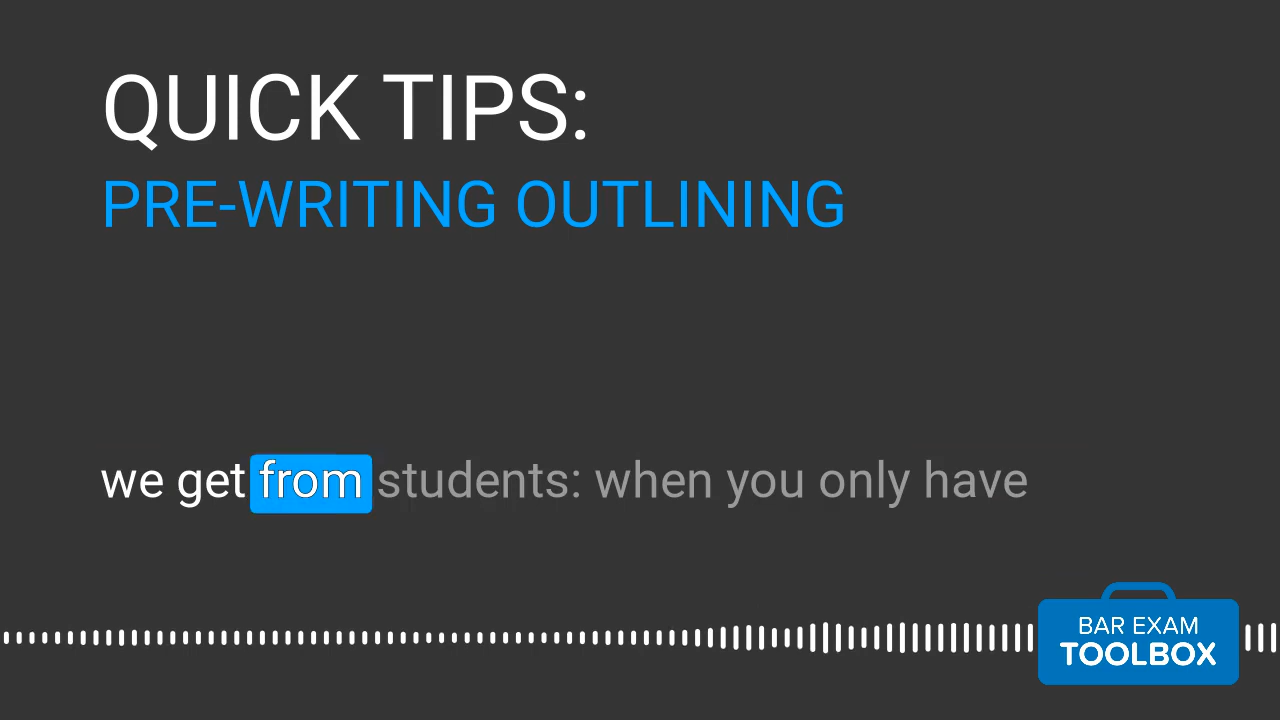 QUICK TIPS:
PRE-WRITING OUTLINING
we get from students: when you only have
BAR EXAM
TOOLBOX